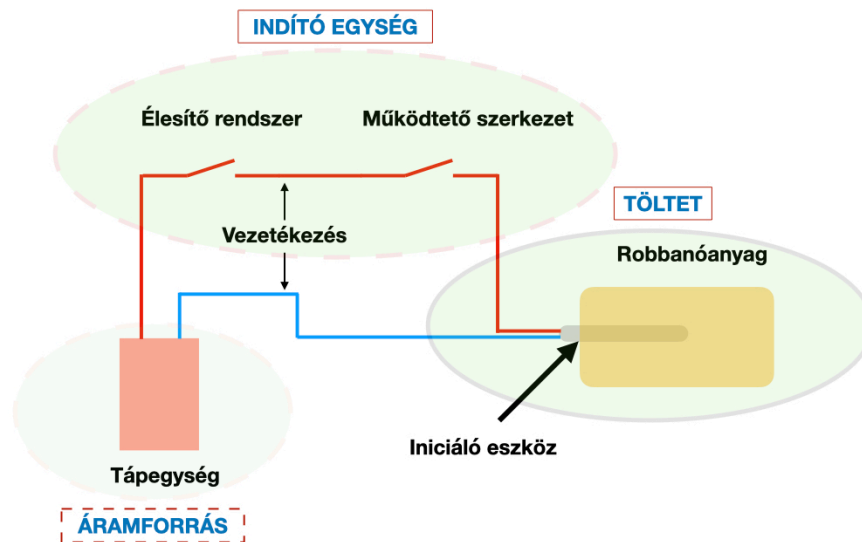 INDÍTÓ EGYSÉG
Élesítő rendszer
Működtető szerkezet
Vezetékezés
TÖLTET
Robbanóanyag
Iniciáló eszköz
Tápegység
ÁRAMFORRÁS